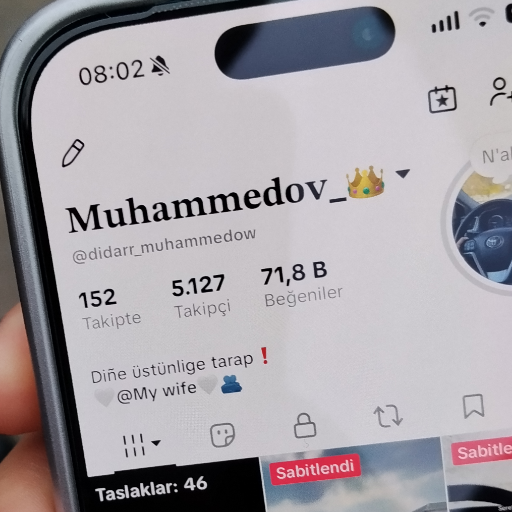 08:02
N'al
Muhammedov_👑
@didarr_muhammedow
152 5.127 71,8 B
Takipte Takipçi Beğeniler
Diñe üstünlige tarap❗
🤍@My wife🤍🫂
Sabitlendi Sabitle
Taslaklar: 46